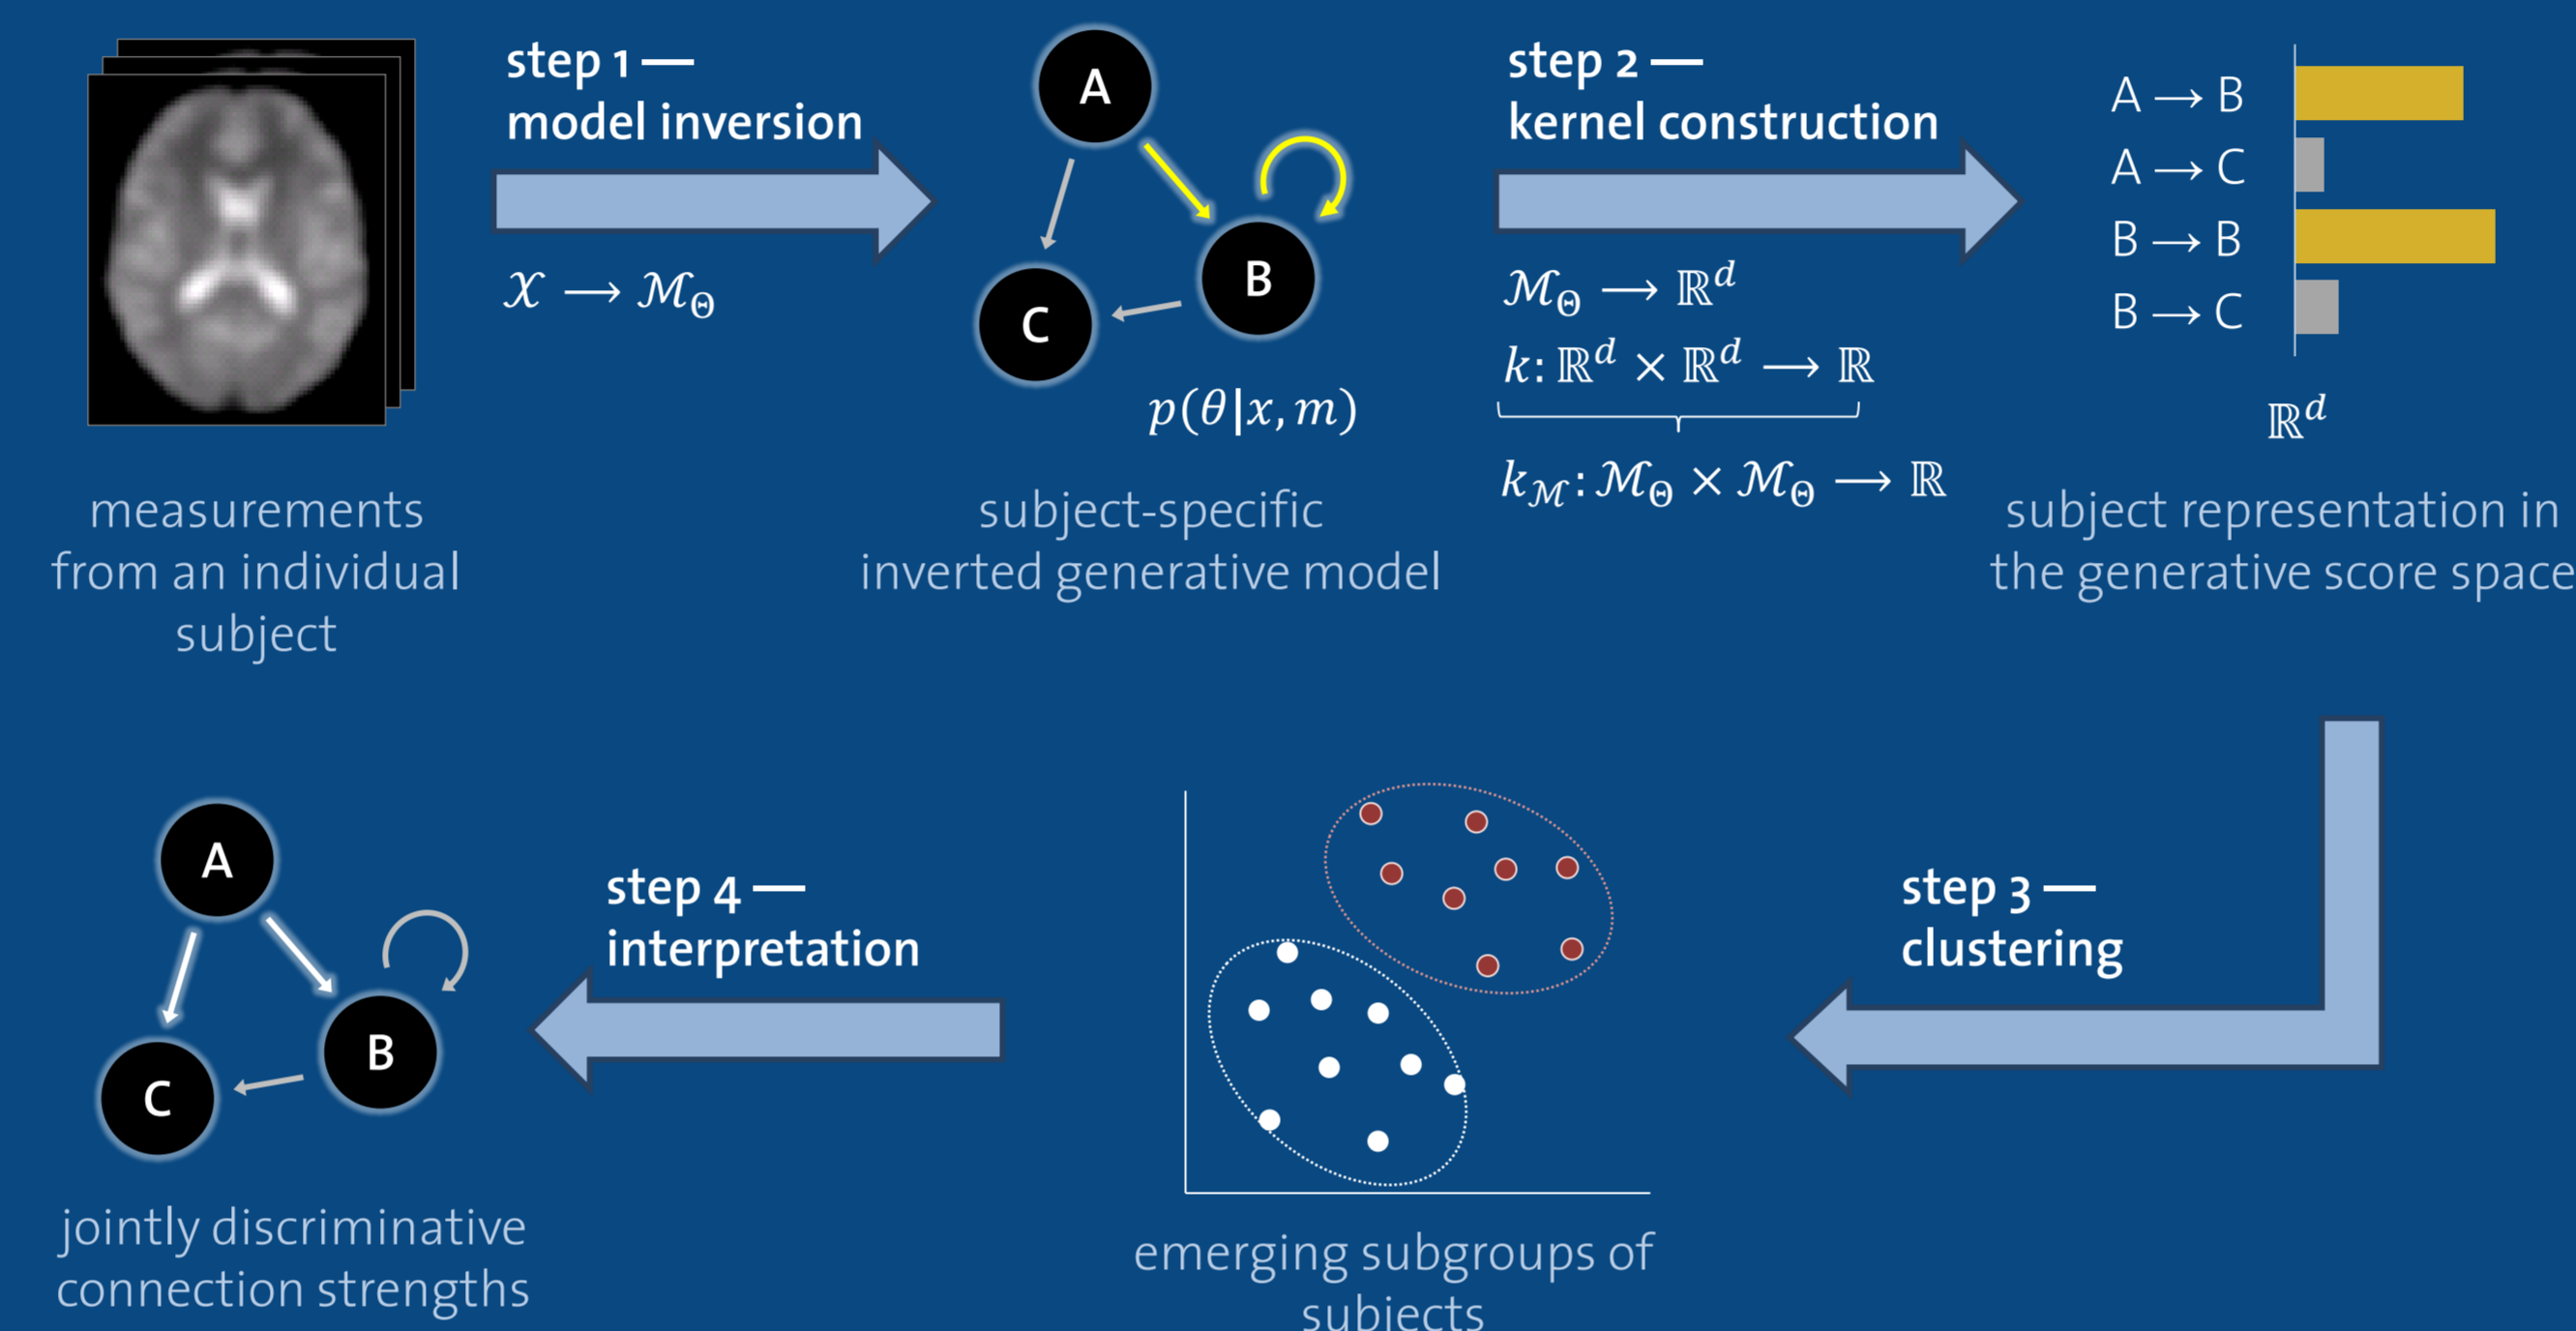 step 1 —
model inversion
𝒳 → ℳ_Θ
measurements
from an individual
subject
A
B
C
p(θ|x, m)
subject-specific
inverted generative model
step 2 —
kernel construction
ℳ_Θ → ℝ^d
k: ℝ^d × ℝ^d → ℝ
k_ℳ: ℳ_Θ × ℳ_Θ → ℝ
A → B
A → C
B → B
B → C
ℝ^d
subject representation in
the generative score space
step 3 —
clustering
emerging subgroups of
subjects
step 4 —
interpretation
A
B
C
jointly discriminative
connection strengths